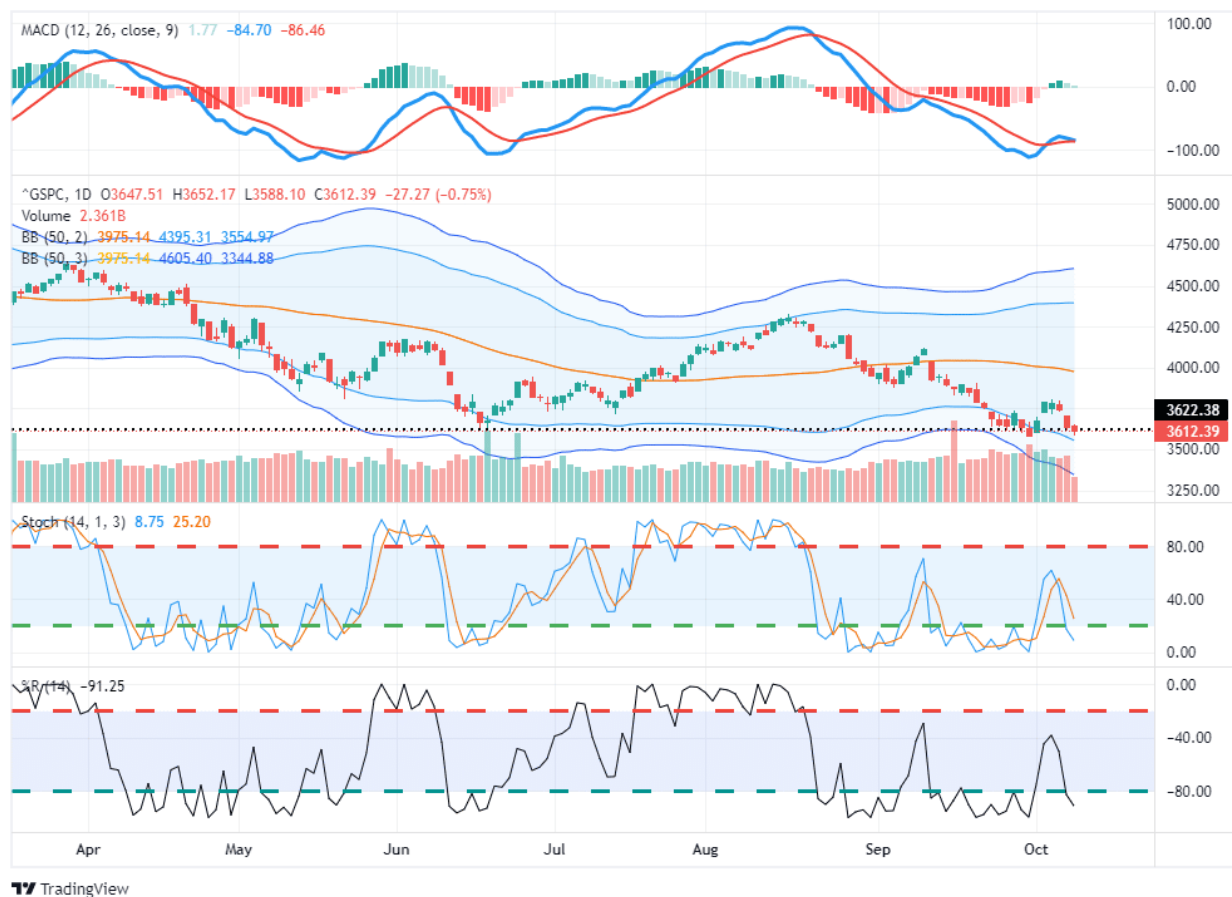 MACD (12, 26, close, 9) 1.77 −84.70 −86.46
100.00
0.00
−100.00
^GSPC, 1D O3647.51 H3652.17 L3588.10 C3612.39 −27.27 (−0.75%)
Volume 2.361B
BB (50, 2) 3975.14 4395.31 3554.97
BB (50, 3) 3975.14 4605.40 3344.88
5000.00
4750.00
4500.00
4250.00
4000.00
3622.38
3612.39
3500.00
3250.00
Stoch (14, 1, 3) 8.75 25.20
80.00
40.00
0.00
%R (14) −91.25
0.00
−40.00
−80.00
Apr May Jun Jul Aug Sep Oct
TradingView